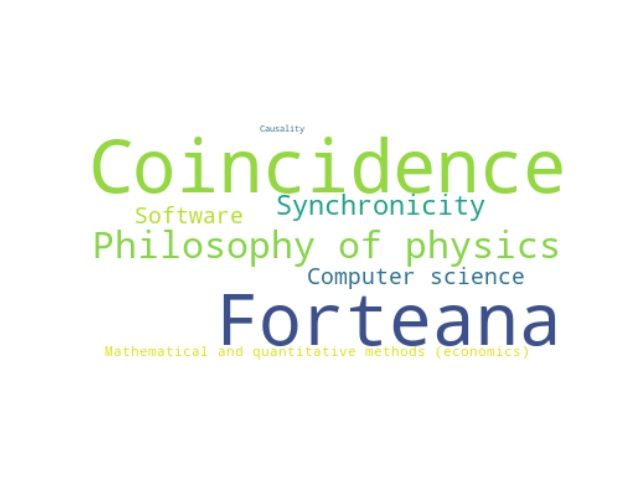 Causality
Coincidence
Synchronicity
Software
Philosophy of physics
Computer science
Forteana
Mathematical and quantitative methods (economics)